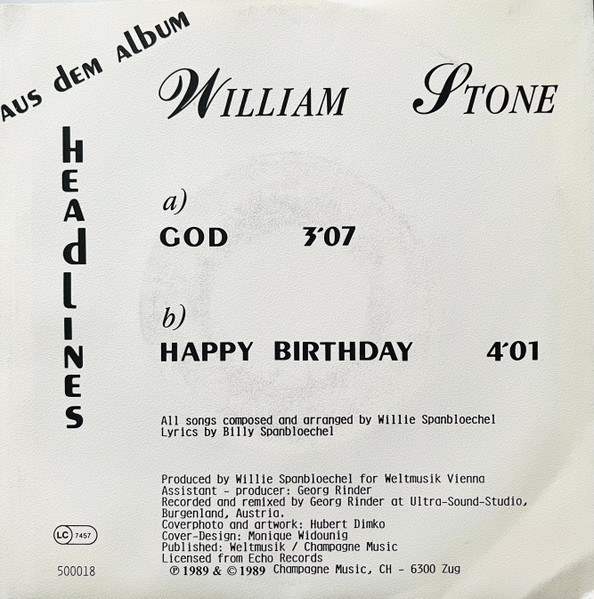 aus dem album
headlines
William Stone
a)
GOD 3'07
b)
HAPPY BIRTHDAY 4'01
All songs composed and arranged by Willie Spanbloechel
Lyrics by Billy Spanbloechel
Produced by Willie Spanbloechel for Weltmusik Vienna
Assistant - producer: Georg Rinder
Recorded and remixed by Georg Rinder at Ultra-Sound-Studio,
Burgenland, Austria.
Coverphoto and artwork: Hubert Dimko
Cover-Design: Monique Widounig
Published: Weltmusik / Champagne Music
Licensed from Echo Records
℗ 1989 & © 1989 Champagne Music, CH - 6300 Zug
LC 7457
500018